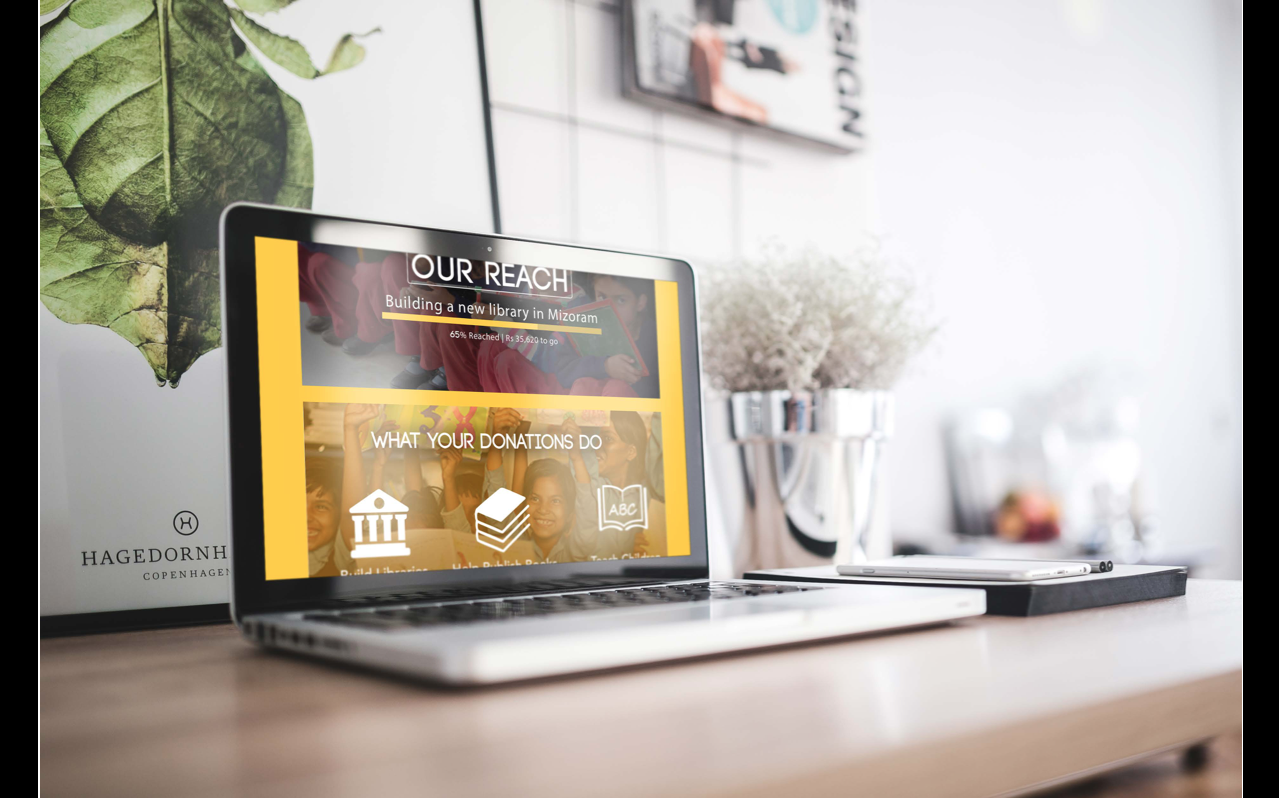 ESIGN
OUR REACH
Building a new library in Mizoram
65% Reached | Rs 35,620 to go
3 X
WHAT YOUR DONATIONS DO
ABC
Build Libraries
Help Publish Books
Teach Children
H
HAGEDORNH
COPENHAGEN